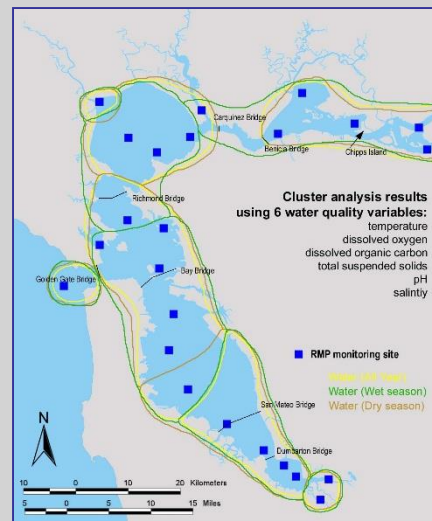 Carquinez Bridge
Benicia Bridge
Chipps Island
Richmond Bridge
Cluster analysis results
using 6 water quality variables:
temperature
dissolved oxygen
dissolved organic carbon
total suspended solids
pH
salintiy
Bay Bridge
Golden Gate Bridge
RMP monitoring site
Water (Wet season)
Water (Dry season)
San Mateo Bridge
Dumbarton Bridge
N
10 0 10 20 Kilometers
5 0 5 10 15 Miles